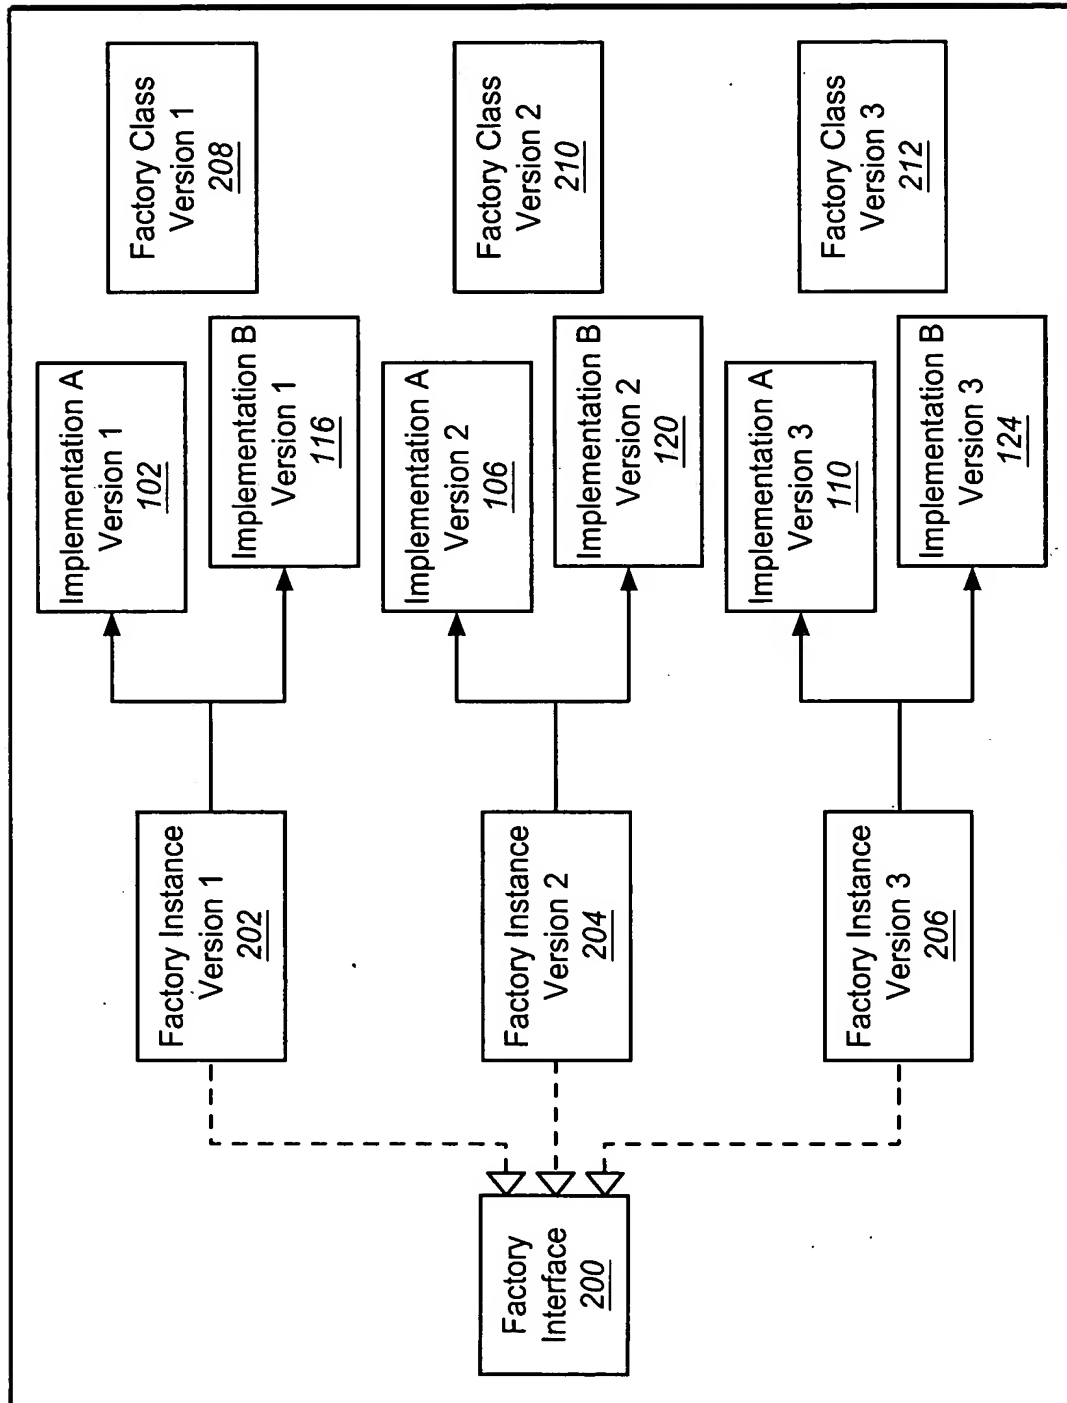 Factory
Interface
200
Factory Instance
Version 1
202
Factory Instance
Version 2
204
Factory Instance
Version 3
206
Implementation A
Version 1
102
Implementation B
Version 1
116
Implementation A
Version 2
106
Implementation B
Version 2
120
Implementation A
Version 3
110
Implementation B
Version 3
124
Factory Class
Version 1
208
Factory Class
Version 2
210
Factory Class
Version 3
212